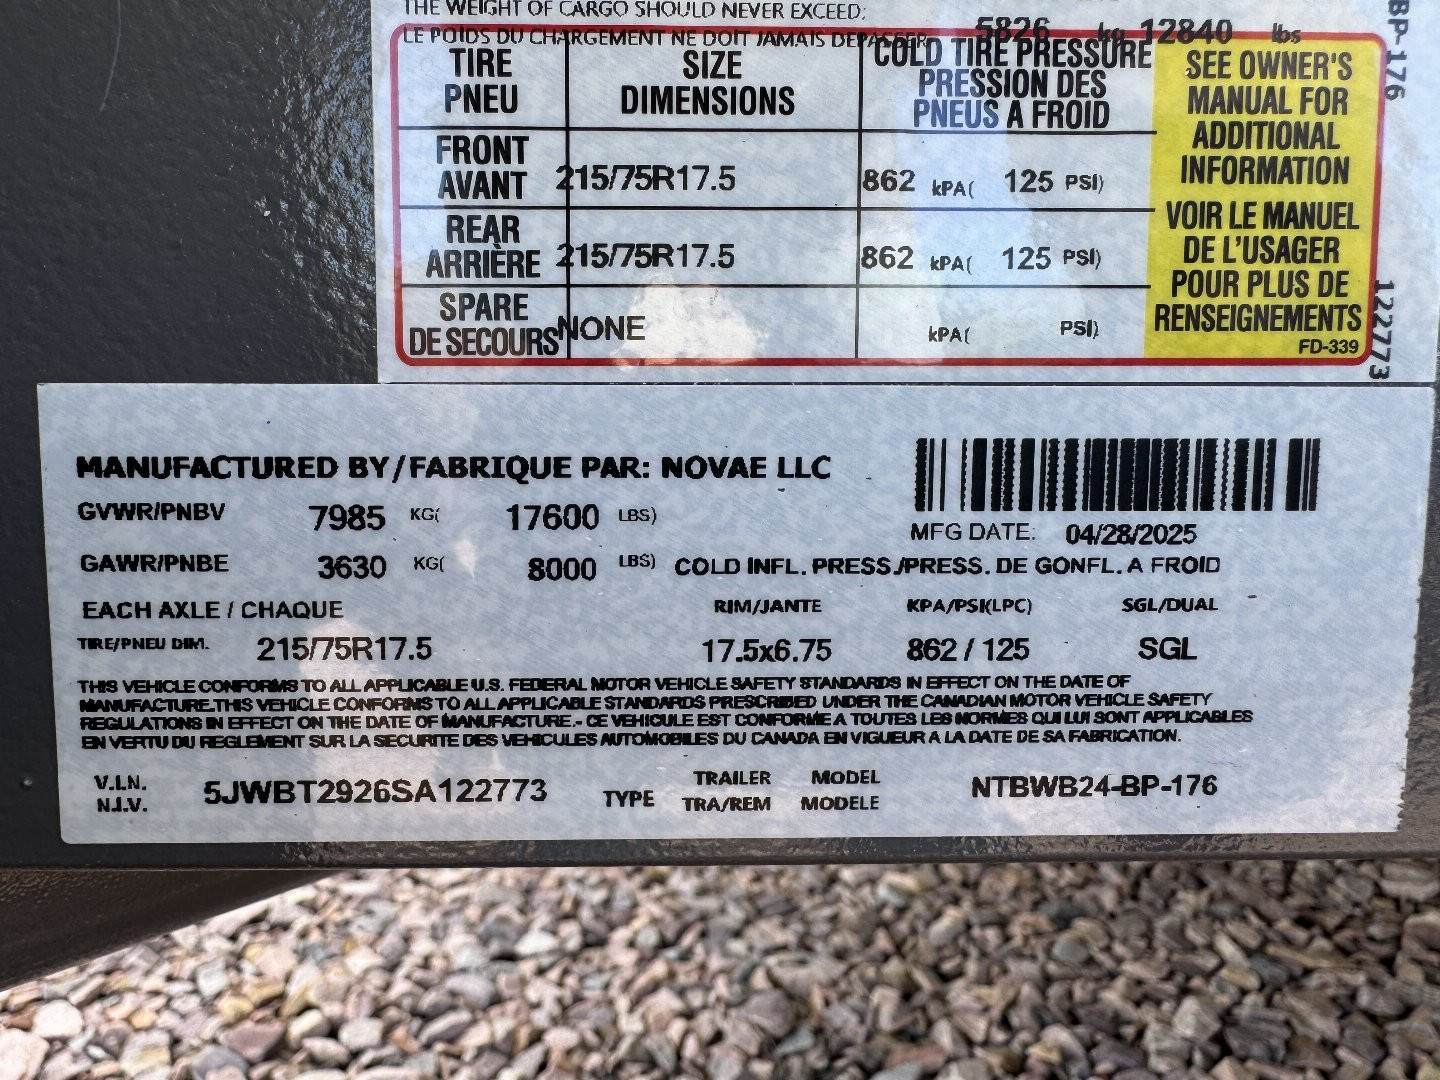 THE WEIGHT OF CARGO SHOULD NEVER EXCEED:
LE POIDS DU CHARGEMENT NE DOIT JAMAIS DEPASSER
5826 kg 12840 lbs
TIRE
PNEU
SIZE
DIMENSIONS
COLD TIRE PRESSURE
PRESSION DES
PNEUS A FROID
SEE OWNER'S
MANUAL FOR
ADDITIONAL
INFORMATION
VOIR LE MANUEL
DE L'USAGER
POUR PLUS DE
RENSEIGNEMENTS
FD-339
FRONT
AVANT
215/75R17.5
862 kPA( 125 PSI)
REAR
ARRIÈRE
215/75R17.5
862 kPA( 125 PSI)
SPARE
DE SECOURS
NONE
kPA( PSI)
BP-176
122773
MANUFACTURED BY/FABRIQUE PAR: NOVAE LLC
GVWR/PNBV 7985 KG( 17600 LBS)
MFG DATE: 04/28/2025
GAWR/PNBE 3630 KG( 8000 LBS) COLD INFL. PRESS./PRESS. DE GONFL. A FROID
EACH AXLE / CHAQUE RIM/JANTE KPA/PSI(LPC) SGL/DUAL
TIRE/PNEU DIM. 215/75R17.5 17.5x6.75 862 / 125 SGL
THIS VEHICLE CONFORMS TO ALL APPLICABLE U.S. FEDERAL MOTOR VEHICLE SAFETY STANDARDS IN EFFECT ON THE DATE OF
MANUFACTURE.THIS VEHICLE CONFORMS TO ALL APPLICABLE STANDARDS PRESCRIBED UNDER THE CANADIAN MOTOR VEHICLE SAFETY
REGULATIONS IN EFFECT ON THE DATE OF MANUFACTURE.- CE VEHICULE EST CONFORME A TOUTES LES NORMES QUI LUI SONT APPLICABLES
EN VERTU DU REGLEMENT SUR LA SECURITE DES VEHICULES AUTOMOBILES DU CANADA EN VIGUEUR A LA DATE DE SA FABRICATION.
V.I.N.
N.I.V.
5JWBT2926SA122773
TYPE
TRAILER
TRA/REM
MODEL
MODELE
NTBWB24-BP-176